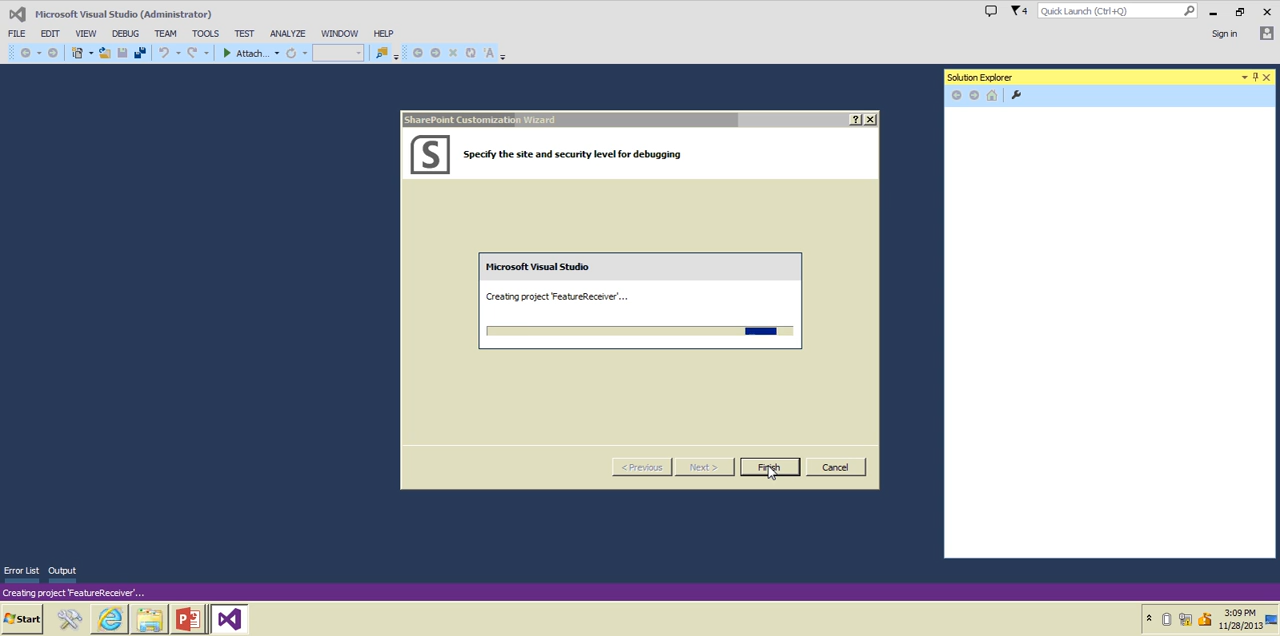 Microsoft Visual Studio (Administrator)
4
Quick Launch (Ctrl+Q)
FILE EDIT VIEW DEBUG TEAM TOOLS TEST ANALYZE WINDOW HELP
Sign in
Attach...
Solution Explorer
SharePoint Customization Wizard
S
Specify the site and security level for debugging
Microsoft Visual Studio
Creating project 'FeatureReceiver'...
< Previous Next > Finish Cancel
Error List Output
Creating project 'FeatureReceiver'...
Start
3:09 PM
11/28/2013